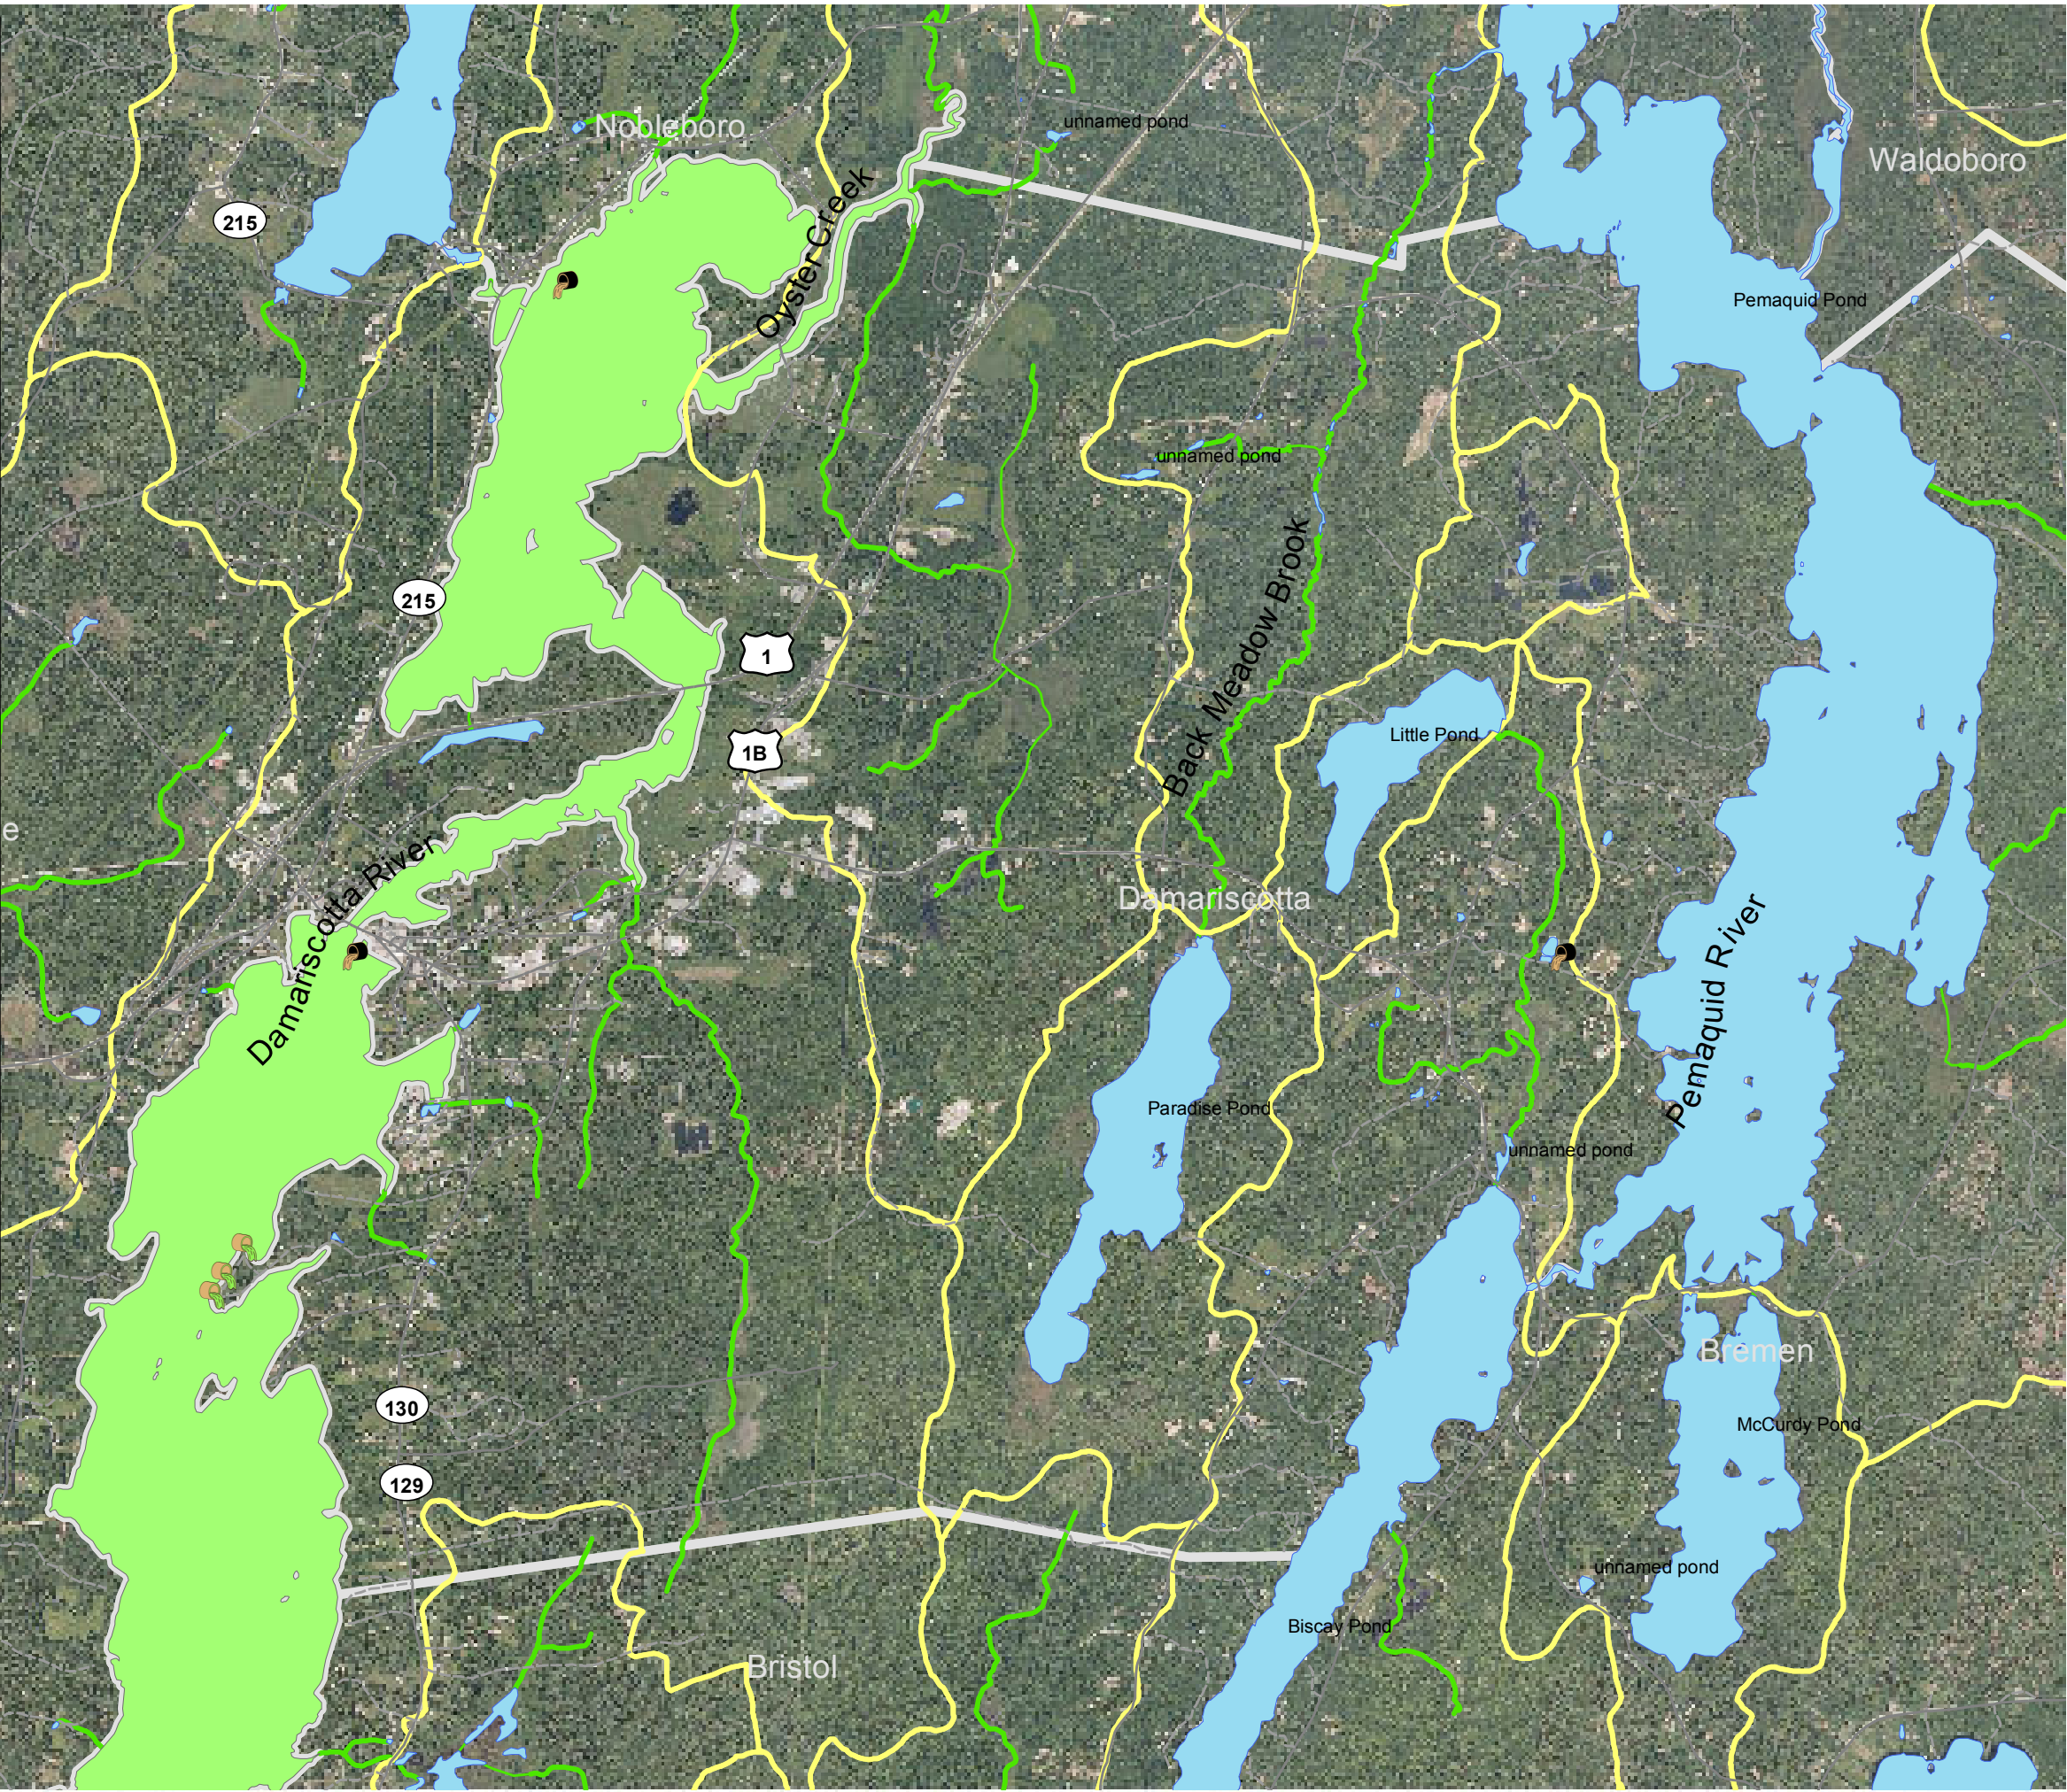 Nobleboro
unnamed pond
Waldoboro
215
Oyster Creek
Pemaquid Pond
unnamed pond
215
1
Back Meadow Brook
Little Pond
1B
e
Damariscotta River
Damariscotta
Pemaquid River
Paradise Pond
unnamed pond
Bremen
130
McCurdy Pond
129
unnamed pond
Biscay Pond
Bristol